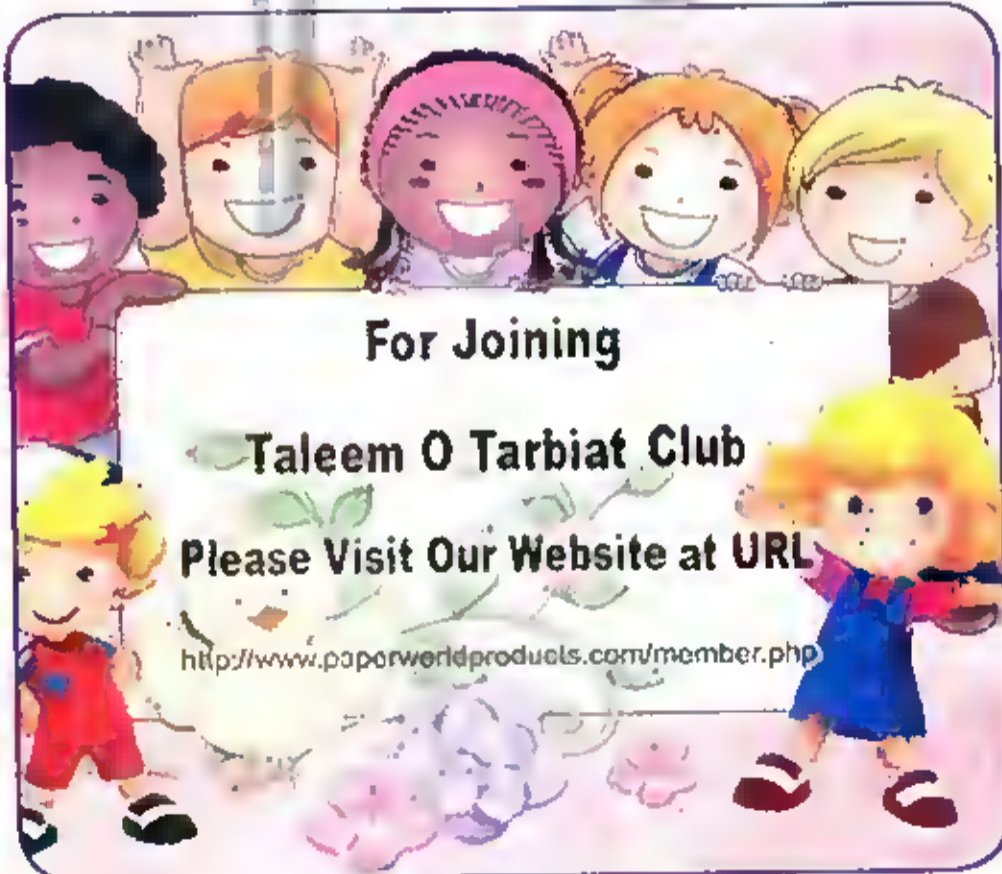 For Joining
Taleem O Tarbiat Club
Please Visit Our Website at URL
http://www.paperworldproducts.com/member.php